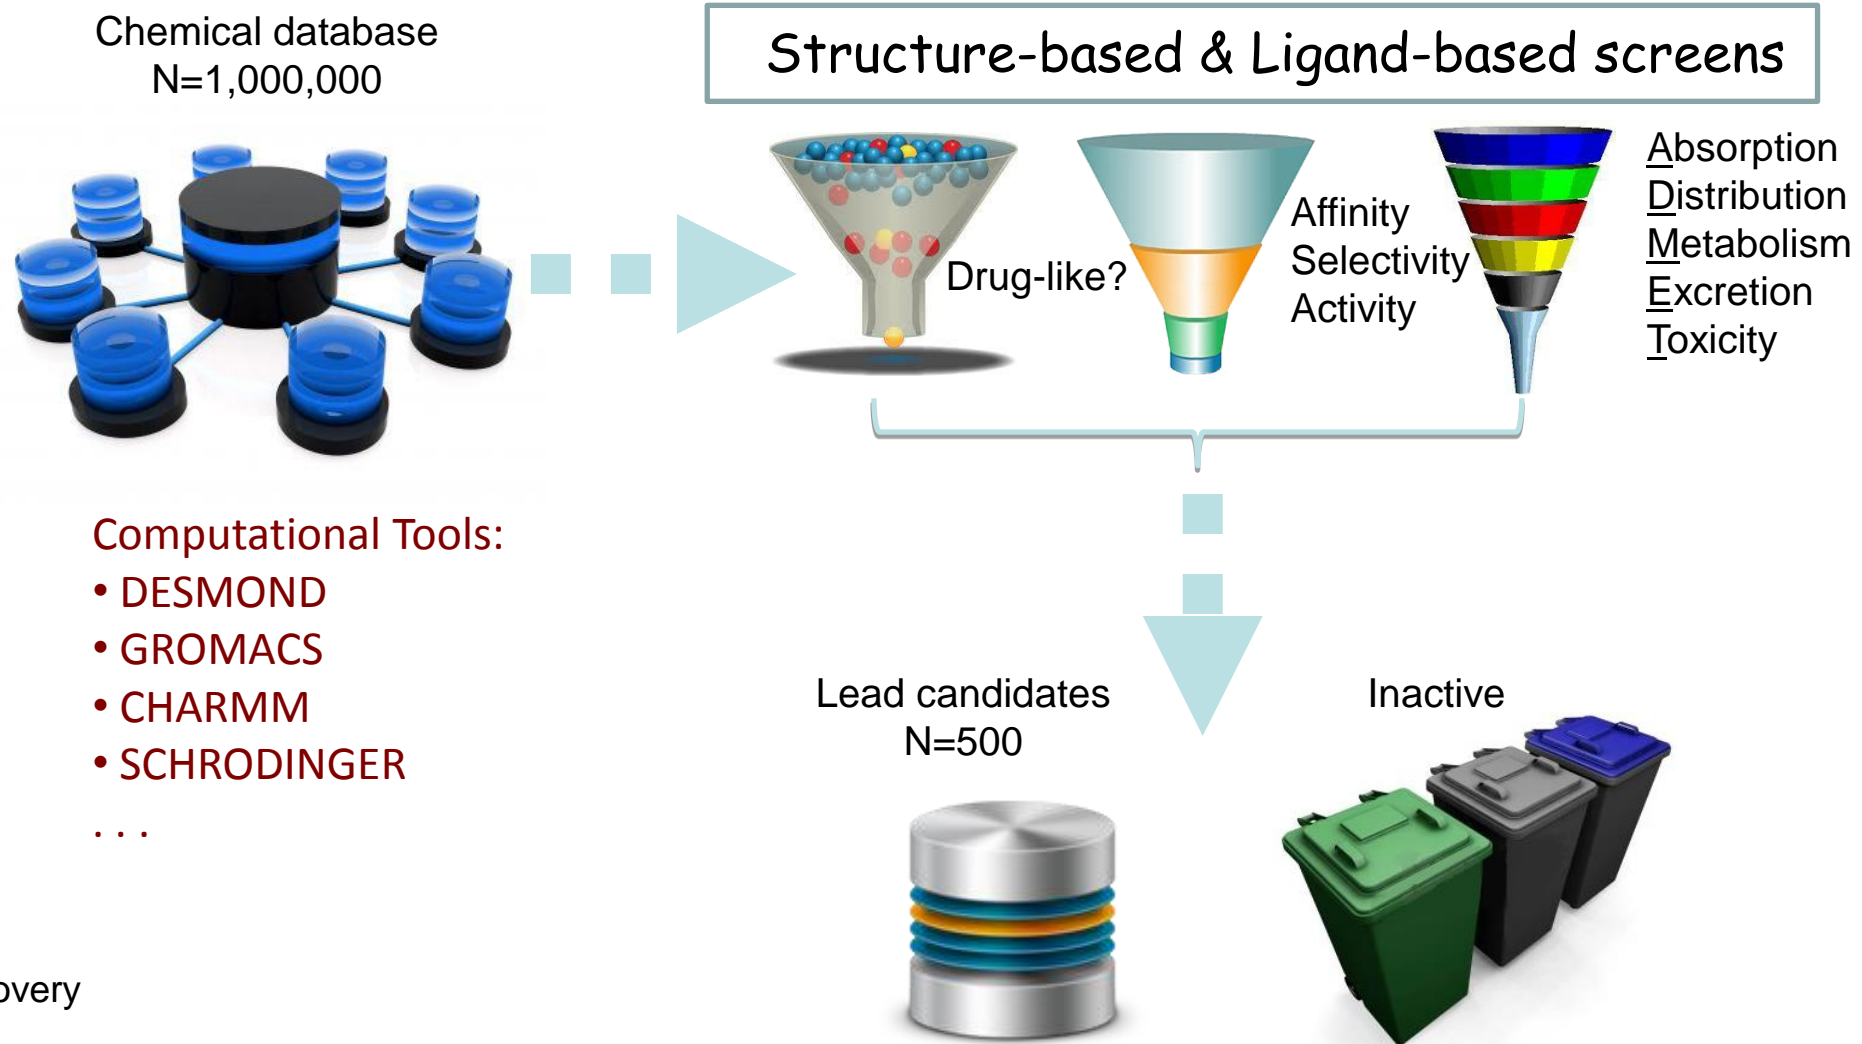 Chemical database
N=1,000,000
Structure-based & Ligand-based screens
Drug-like?
Affinity
Selectivity
Activity
Absorption
Distribution
Metabolism
Excretion
Toxicity
Computational Tools:
• DESMOND
• GROMACS
• CHARMM
• SCHRODINGER
. . .
Lead candidates
N=500
Inactive
overy